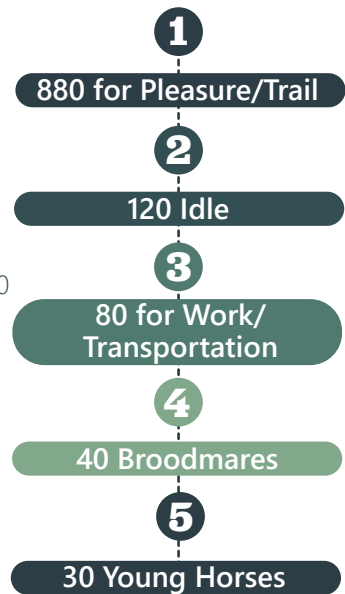 1
880 for Pleasure/Trail
2
120 Idle
3
0
80 for Work/
Transportation
4
40 Broodmares
5
30 Young Horses